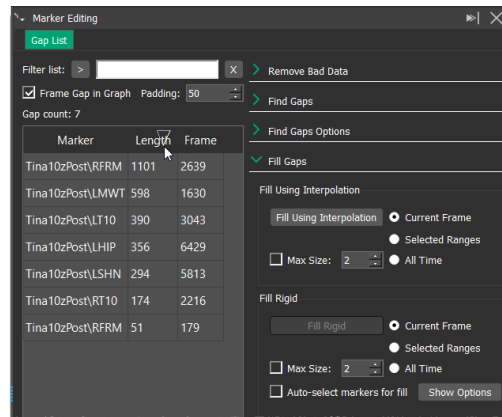 Marker Editing
Gap List
Filter list: > X
Frame Gap in Graph Padding: 50
Gap count: 7
Marker Length Frame
Tina10zPost\RFRM 1101 2639
Tina10zPost\LMWT 598 1630
Tina10zPost\LT10 390 3043
Tina10zPost\LHIP 356 6429
Tina10zPost\LSHN 294 5813
Tina10zPost\RT10 174 2216
Tina10zPost\RFRM 51 179
Remove Bad Data
Find Gaps
Find Gaps Options
Fill Gaps
Fill Using Interpolation
Fill Using Interpolation Current Frame
Selected Ranges
Max Size: 2 All Time
Fill Rigid
Fill Rigid Current Frame
Selected Ranges
Max Size: 2 All Time
Auto-select markers for fill Show Options